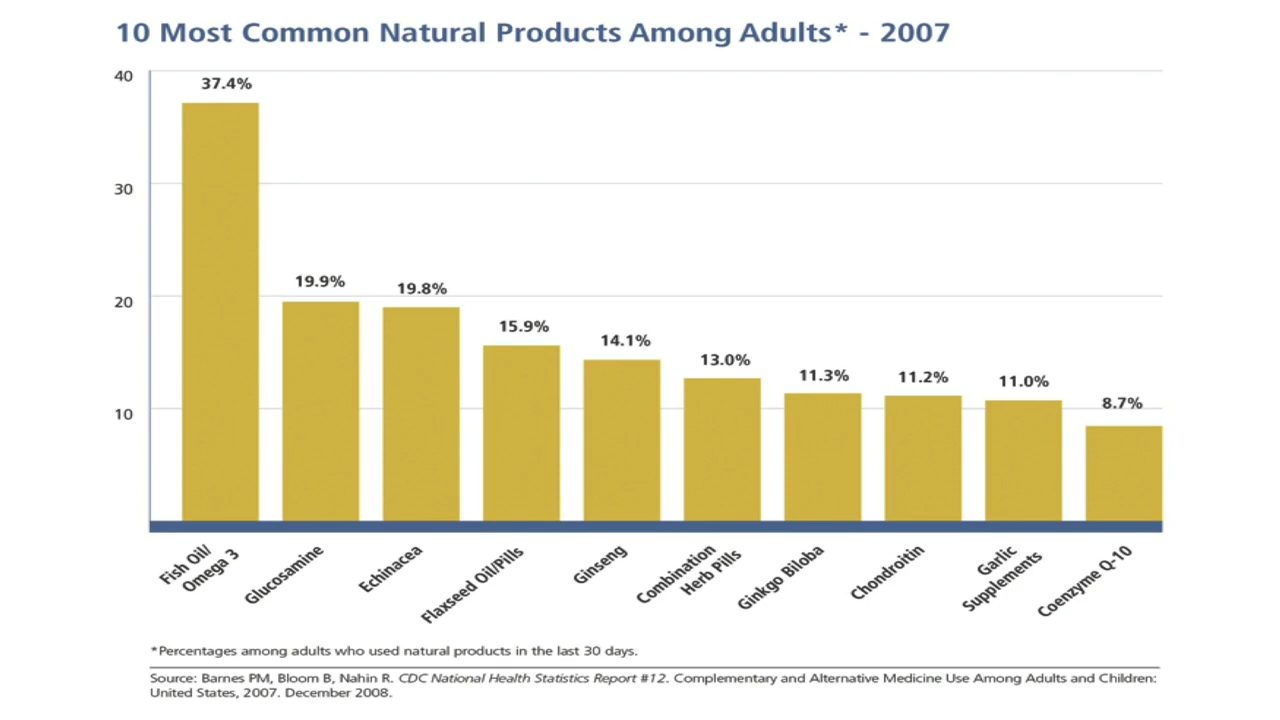 10 Most Common Natural Products Among Adults* - 2007
40
30
20
10
37.4%
19.9%
19.8%
15.9%
14.1%
13.0%
11.3%
11.2%
11.0%
8.7%
Fish Oil/
Omega 3
Glucosamine
Echinacea
Flaxseed Oil/Pills
Ginseng
Combination
Herb Pills
Ginkgo Biloba
Chondroitin
Garlic
Supplements
Coenzyme Q-10
*Percentages among adults who used natural products in the last 30 days.
Source: Barnes PM, Bloom B, Nahin R. CDC National Health Statistics Report #12. Complementary and Alternative Medicine Use Among Adults and Children:
United States, 2007. December 2008.